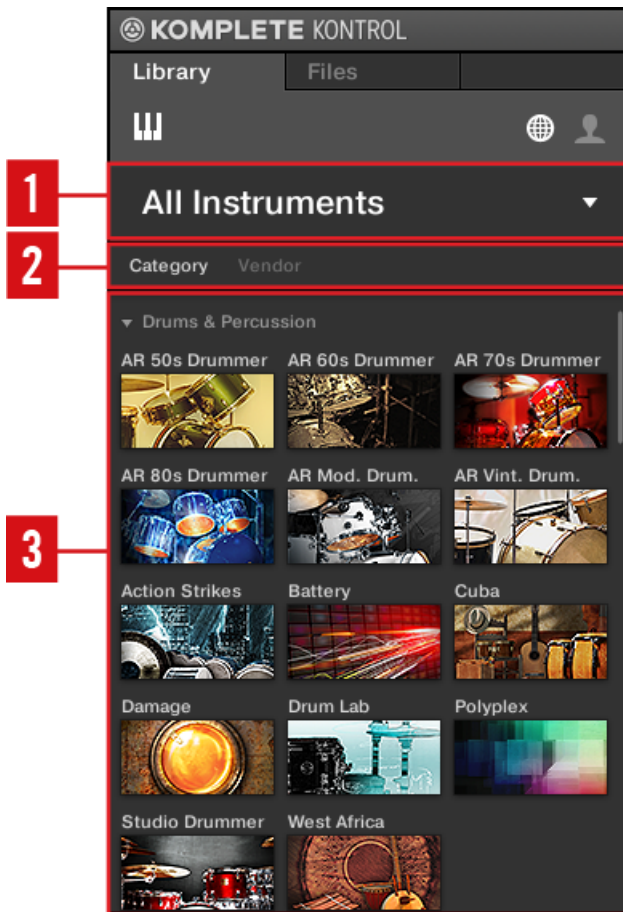 KOMPLETE KONTROL
Library Files
1
All Instruments
2
Category Vendor
3
Drums & Percussion
AR 50s Drummer AR 60s Drummer AR 70s Drummer
AR 80s Drummer AR Mod. Drum. AR Vint. Drum.
Action Strikes Battery Cuba
Damage Drum Lab Polyplex
Studio Drummer West Africa